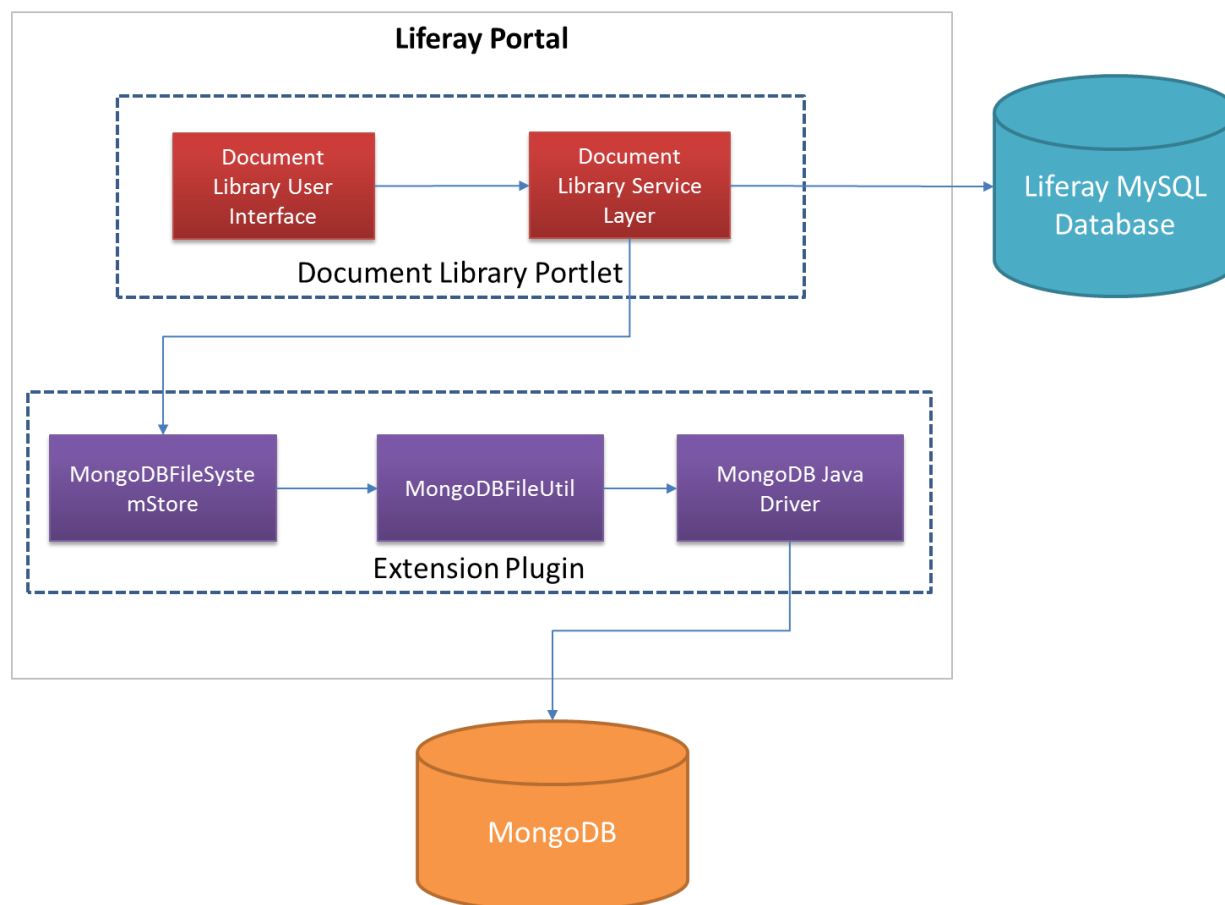 Liferay Portal
Document
Library User
Interface
Document
Library Service
Layer
Liferay MySQL
Database
Document Library Portlet
MongoDBFileSyste
mStore
MongoDBFileUtil
MongoDB Java
Driver
Extension Plugin
MongoDB